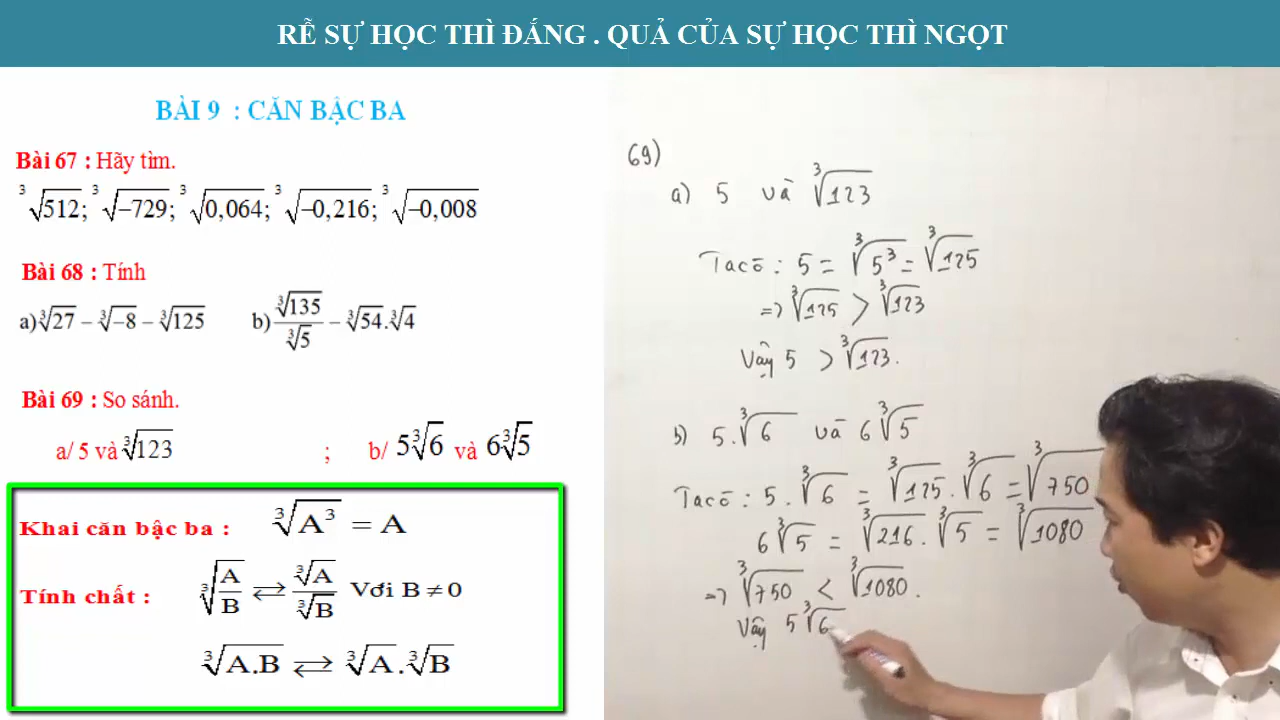 RỄ SỰ HỌC THÌ ĐẮNG . QUẢ CỦA SỰ HỌC THÌ NGỌT
BÀI 9 : CĂN BẬC BA
Bài 67 : Hãy tìm.
∛512; ∛−729; ∛0,064; ∛−0,216; ∛−0,008
Bài 68 : Tính
a) ∛27 − ∛−8 − ∛125 b) ∛135/∛5 − ∛54.∛4
Bài 69 : So sánh.
a/ 5 và ∛123 ; b/ 5∛6 và 6∛5
Khai căn bậc ba : ∛A³ = A
Tính chất : ∛(A/B) ⇄ ∛A/∛B Với B ≠ 0
∛A.B ⇄ ∛A.∛B
69)
a) 5 và ∛123
Ta có : 5 = ∛5³ = ∛125
=> ∛125 > ∛123
Vậy 5 > ∛123.
b) 5.∛6 và 6∛5
Ta có : 5.∛6 = ∛125.∛6 = ∛750
6∛5 = ∛216.∛5 = ∛1080
=> ∛750 < ∛1080.
Vậy 5∛6